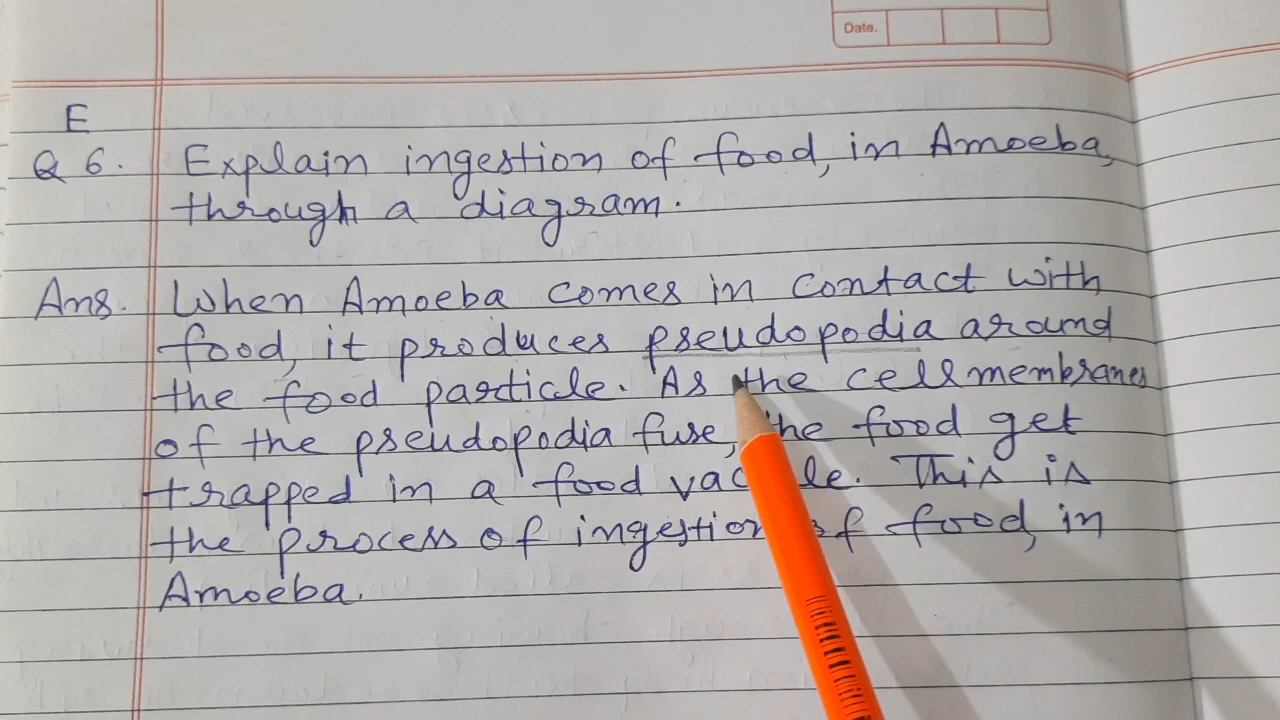 Date.
E
Q 6. Explain ingestion of food, in Amoeba,
through a diagram.
Ans. When Amoeba comes in contact with
food, it produces pseudopodia around
the food particle. As the cell membranes
of the pseudopodia fuse, the food get
trapped in a food This is
the process of ingestion of food, in
Amoeba.